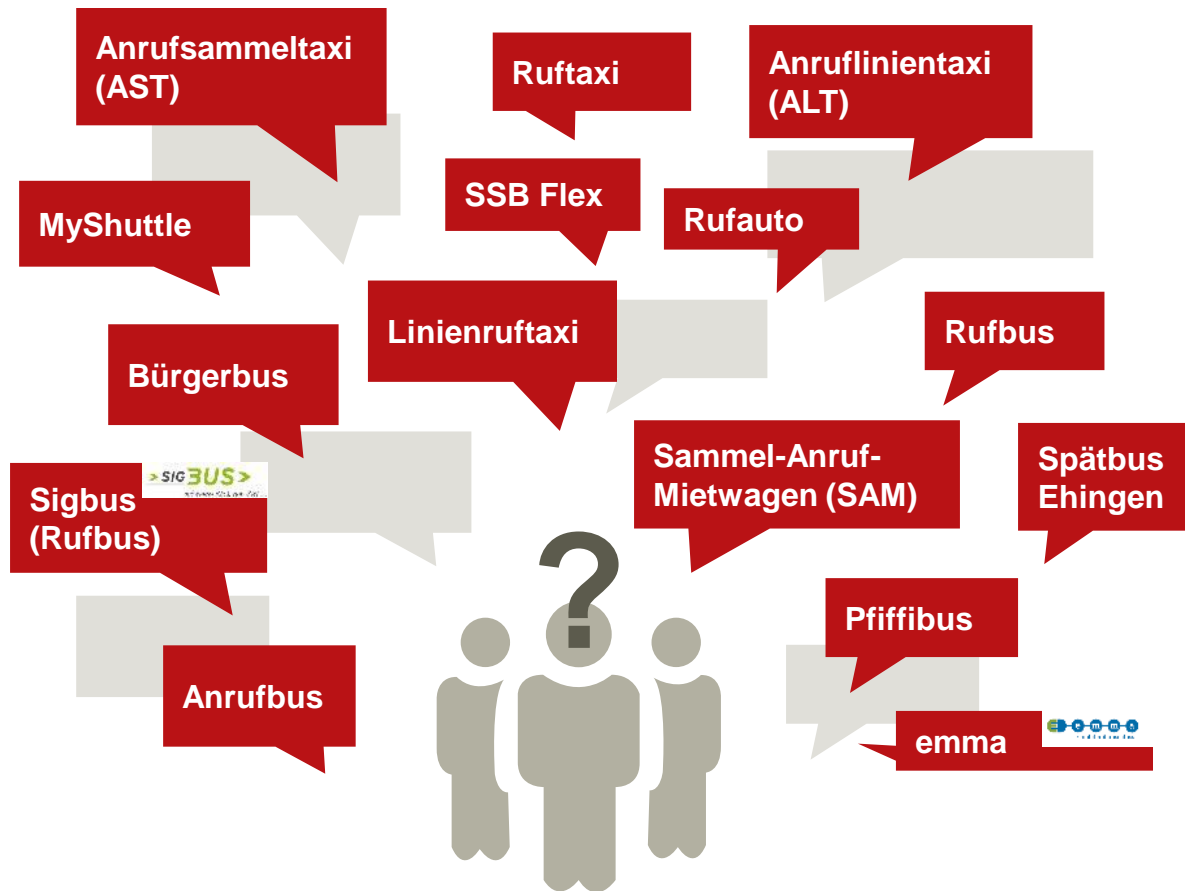 Anrufsammeltaxi
(AST)
Ruftaxi
Anruflinientaxi
(ALT)
MyShuttle
SSB Flex
Rufauto
Linienruftaxi
Rufbus
Bürgerbus
Sammel-Anruf-
Mietwagen (SAM)
Spätbus
Ehingen
>SIGBUS>
Sigbus
(Rufbus)
?
Pfiffibus
Anrufbus
emma
emma